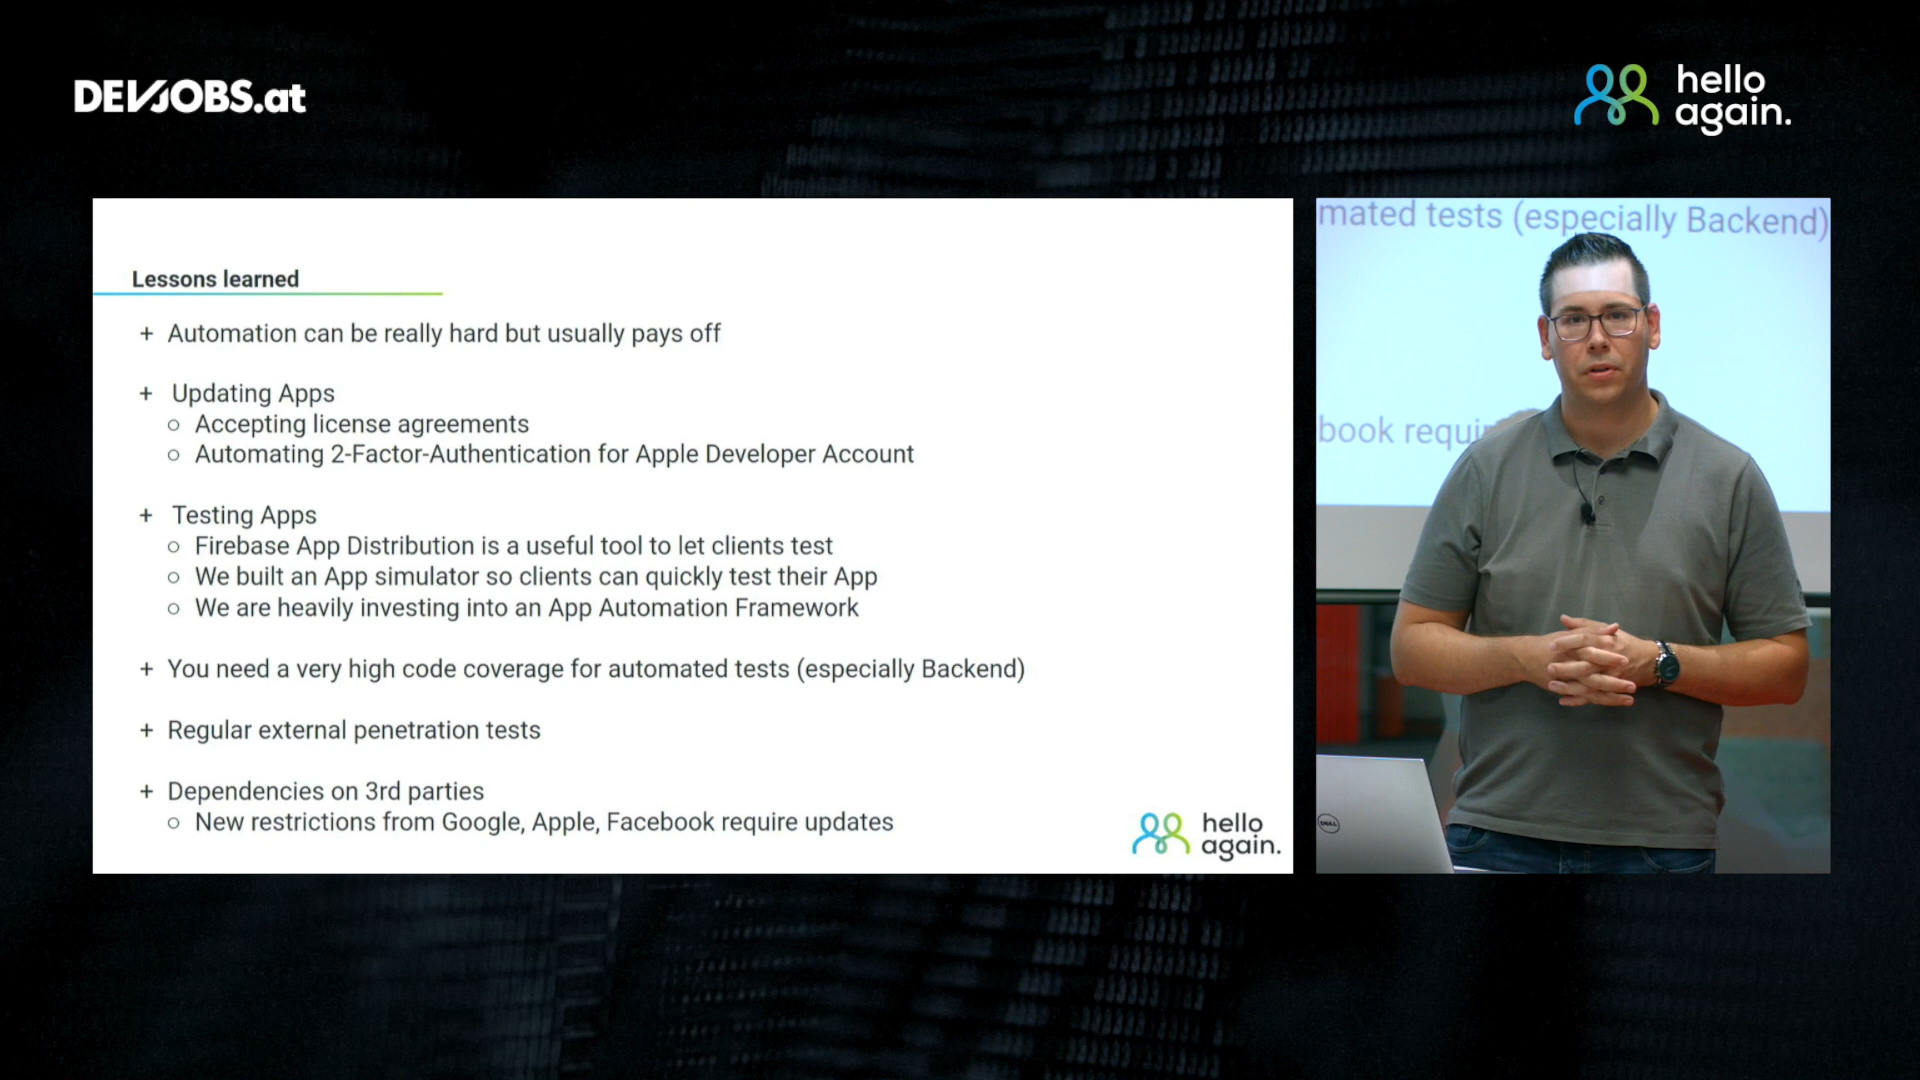 DEVJOBS.at
hello
again.
Lessons learned
+ Automation can be really hard but usually pays off
+ Updating Apps
○ Accepting license agreements
○ Automating 2-Factor-Authentication for Apple Developer Account
+ Testing Apps
○ Firebase App Distribution is a useful tool to let clients test
○ We built an App simulator so clients can quickly test their App
○ We are heavily investing into an App Automation Framework
+ You need a very high code coverage for automated tests (especially Backend)
+ Regular external penetration tests
+ Dependencies on 3rd parties
○ New restrictions from Google, Apple, Facebook require updates
hello
again.
mated tests (especially Backend)
book requir
DELL